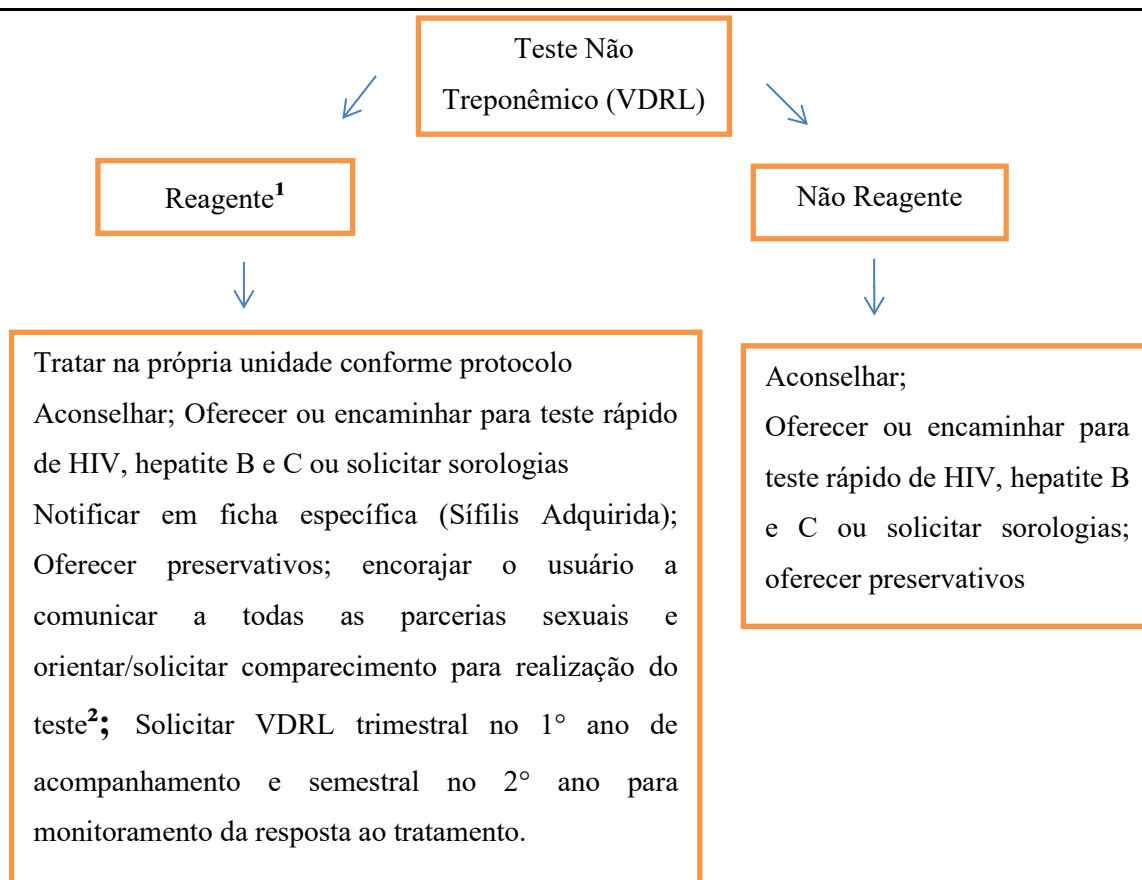 Teste Não
Treponêmico (VDRL)
Reagente¹
Não Reagente
Tratar na própria unidade conforme protocolo
Aconselhar; Oferecer ou encaminhar para teste rápido
de HIV, hepatite B e C ou solicitar sorologias
Notificar em ficha específica (Sífilis Adquirida);
Oferecer preservativos; encorajar o usuário a
comunicar a todas as parcerias sexuais e
orientar/solicitar comparecimento para realização do
teste²; Solicitar VDRL trimestral no 1° ano de
acompanhamento e semestral no 2° ano para
monitoramento da resposta ao tratamento.
Aconselhar;
Oferecer ou encaminhar para
teste rápido de HIV, hepatite B
e C ou solicitar sorologias;
oferecer preservativos